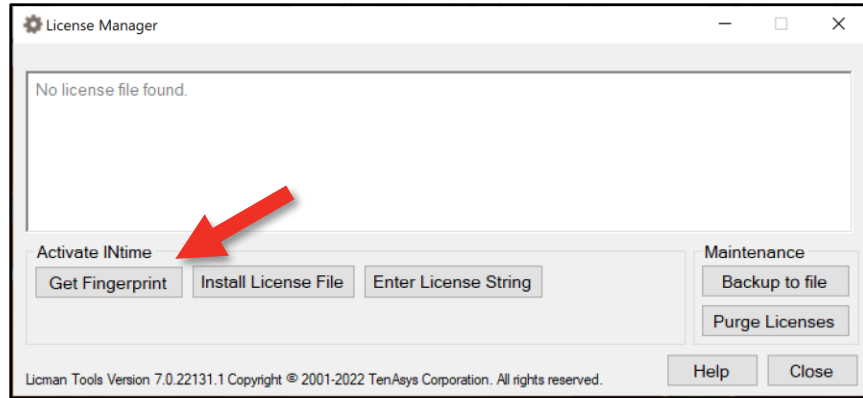 License Manager
No license file found.
Activate INtime
Get Fingerprint
Install License File
Enter License String
Maintenance
Backup to file
Purge Licenses
Help
Close
Licman Tools Version 7.0.22131.1 Copyright © 2001-2022 TenAsys Corporation. All rights reserved.